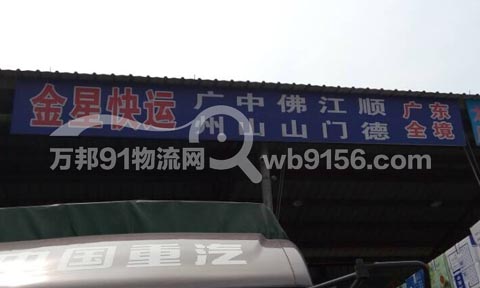 金星快运 广中佛江顺 广东
州山山门德 全境
万邦91物流网 wb9156.com
中国重汽